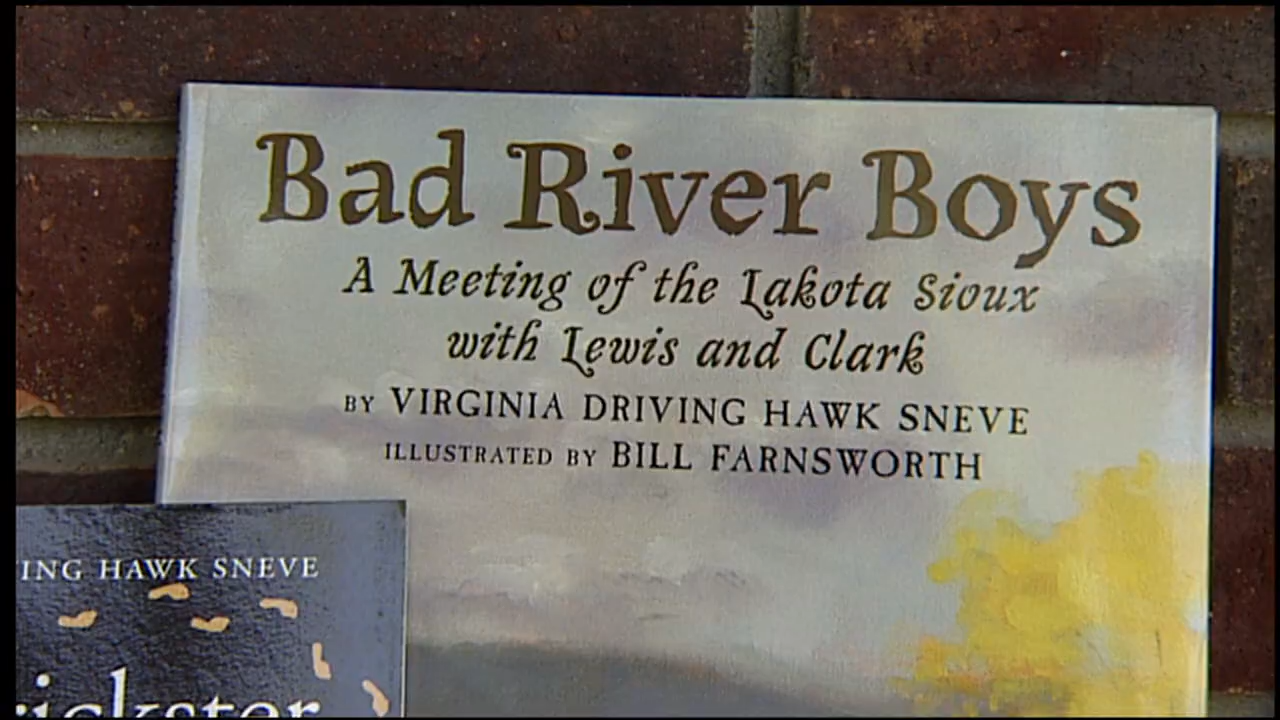 Bad River Boys
A Meeting of the Lakota Sioux
with Lewis and Clark
BY VIRGINIA DRIVING HAWK SNEVE
ILLUSTRATED BY BILL FARNSWORTH
ING HAWK SNEVE
ickster